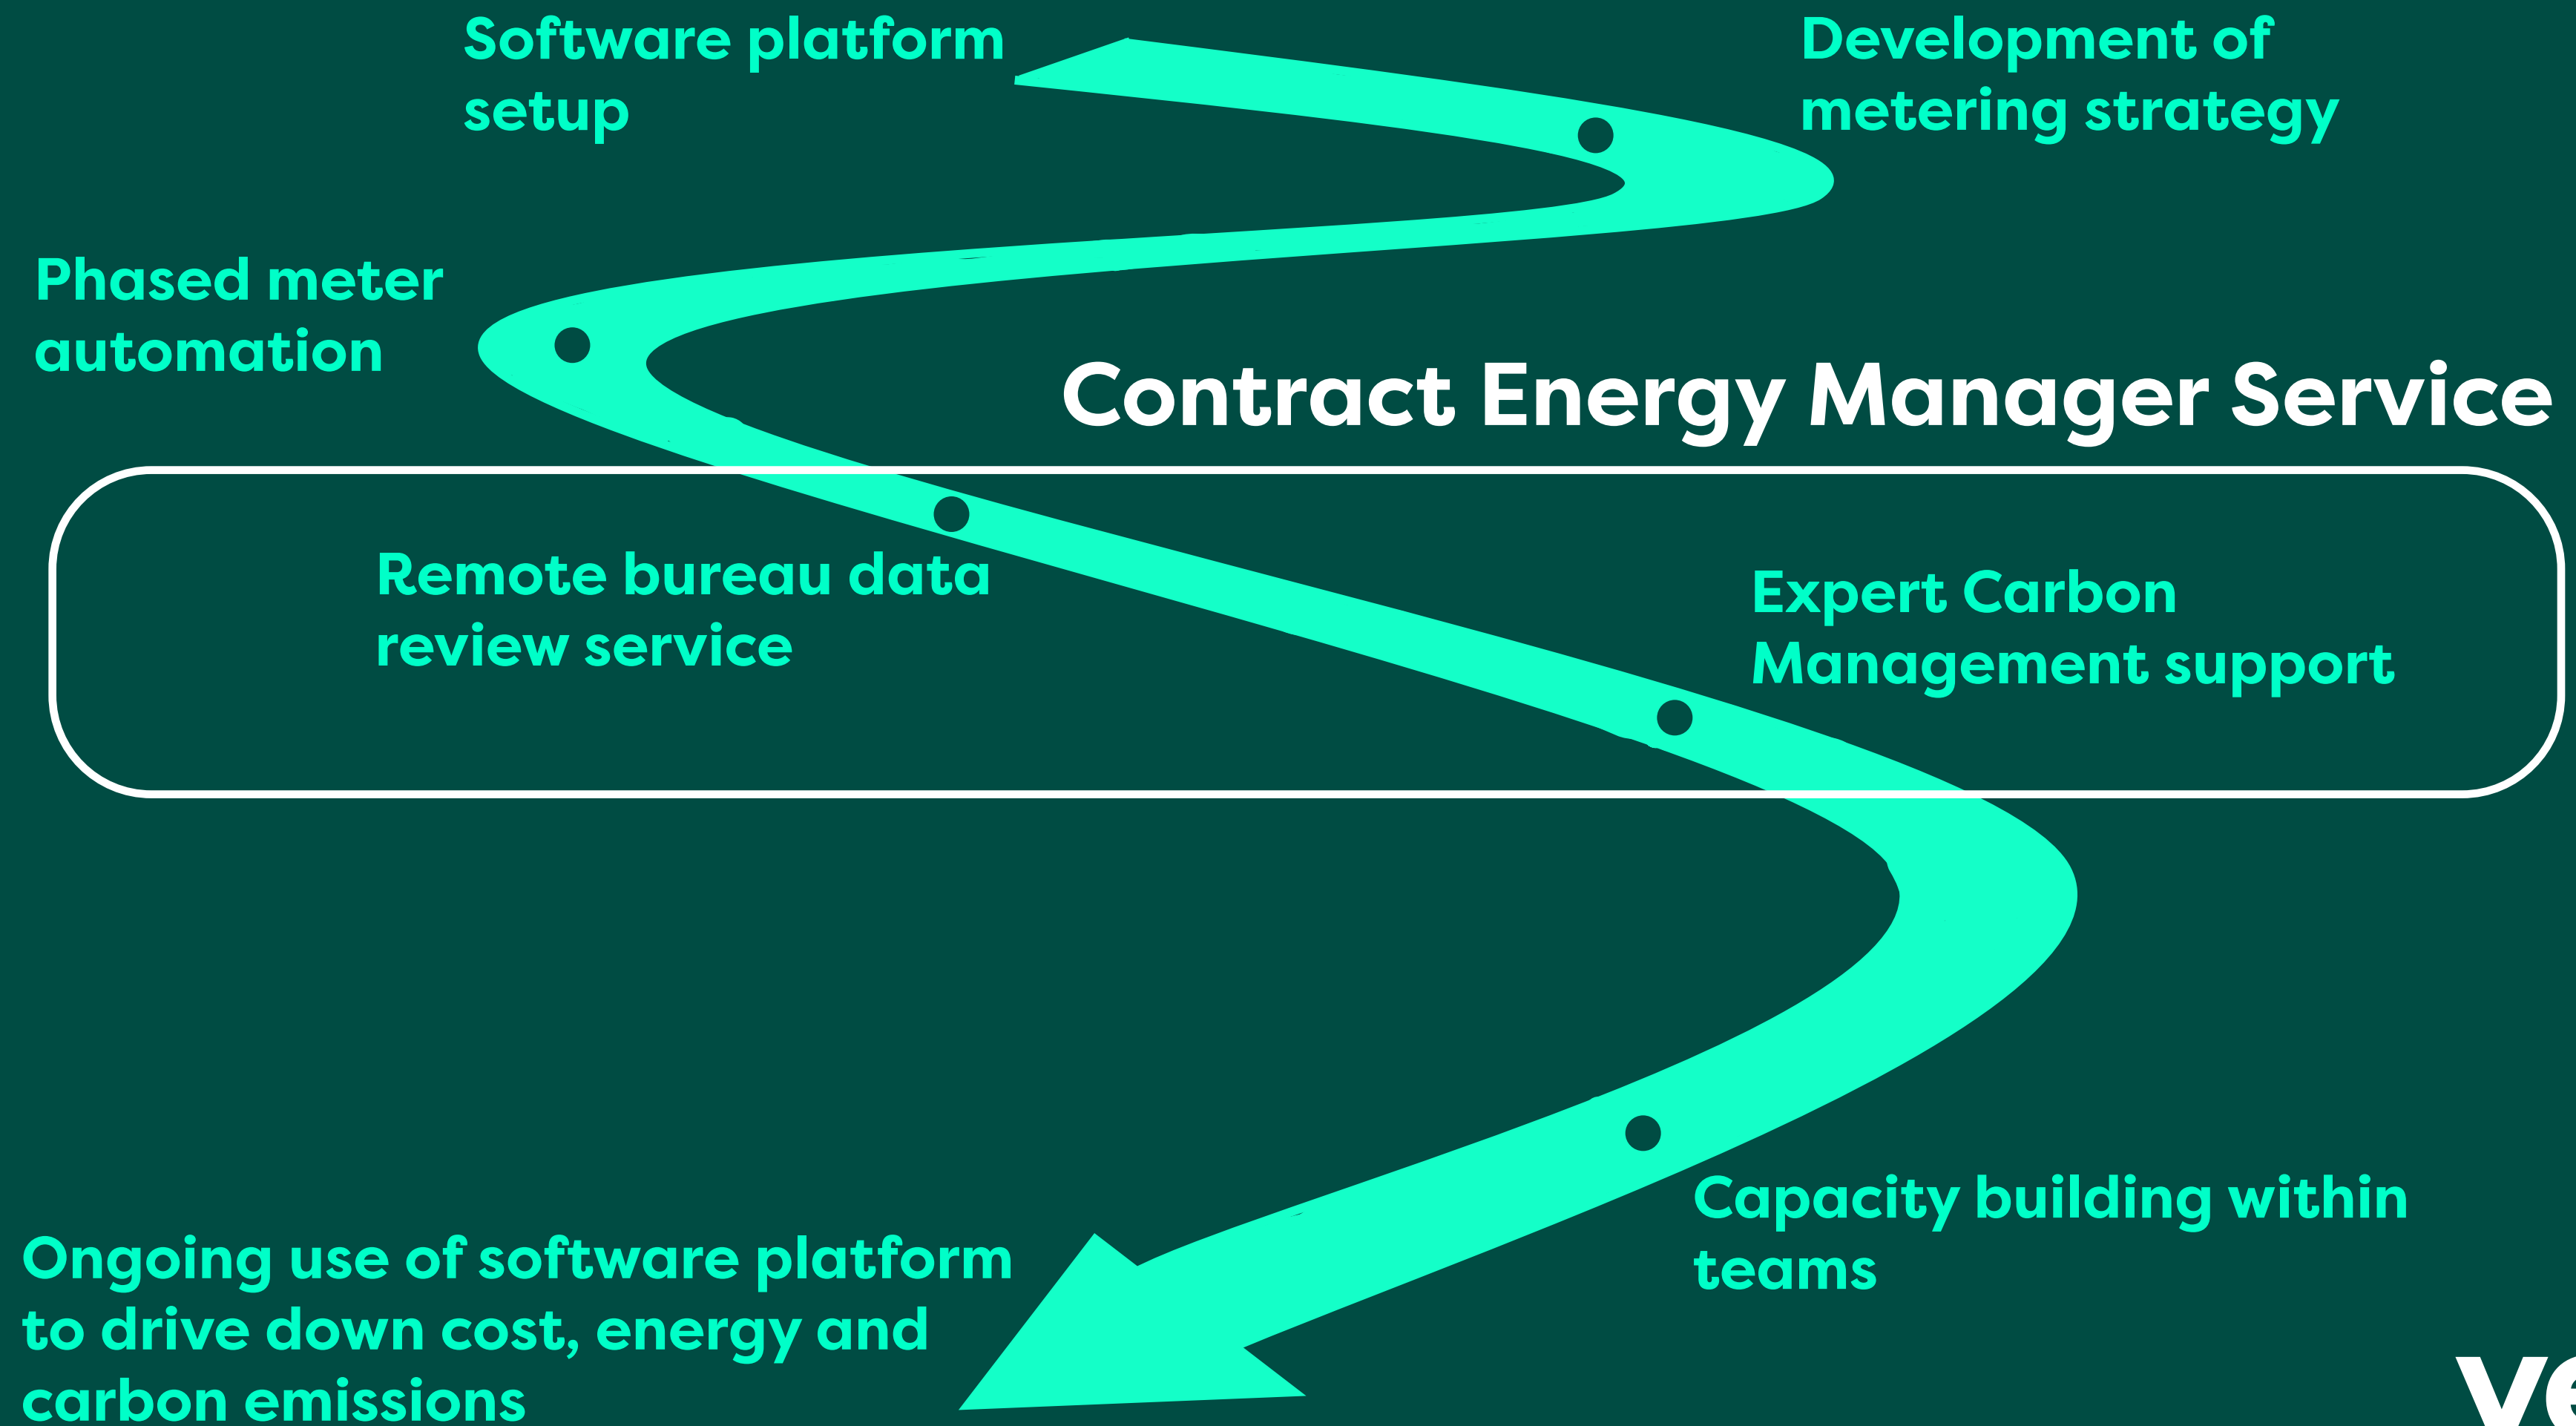 Software platform
setup
Development of
metering strategy
Phased meter
automation
Contract Energy Manager Service
Remote bureau data
review service
Expert Carbon
Management support
Capacity building within
teams
Ongoing use of software platform
to drive down cost, energy and
carbon emissions